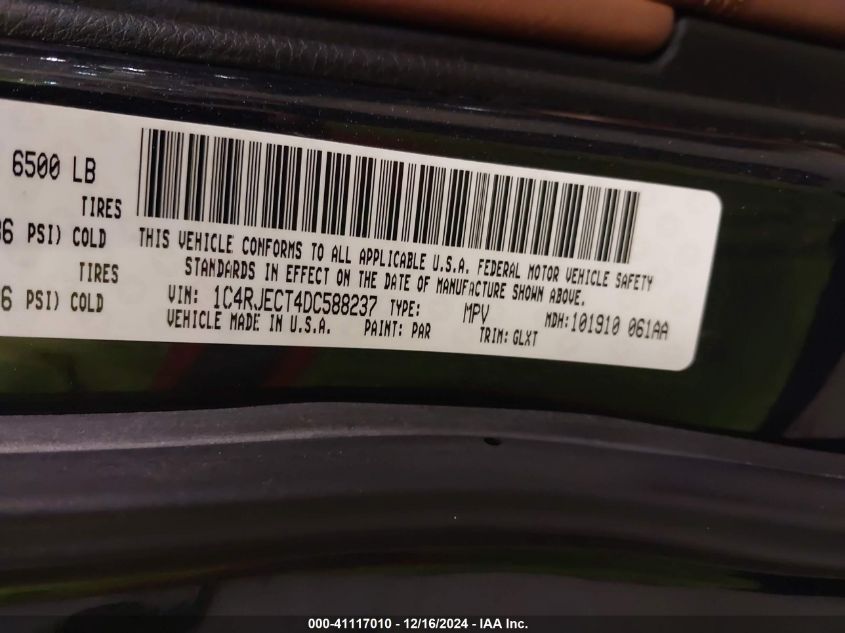 6500 LB
TIRES
36 PSI) COLD
TIRES
6 PSI) COLD
THIS VEHICLE CONFORMS TO ALL APPLICABLE U.S.A. FEDERAL MOTOR VEHICLE SAFETY
STANDARDS IN EFFECT ON THE DATE OF MANUFACTURE SHOWN ABOVE.
VIN: 1C4RJECT4DC588237 TYPE: MPV MDH:101910 061AA
VEHICLE MADE IN U.S.A. PAINT: PAR TRIM: GLXT
000-41117010 - 12/16/2024 - IAA Inc.